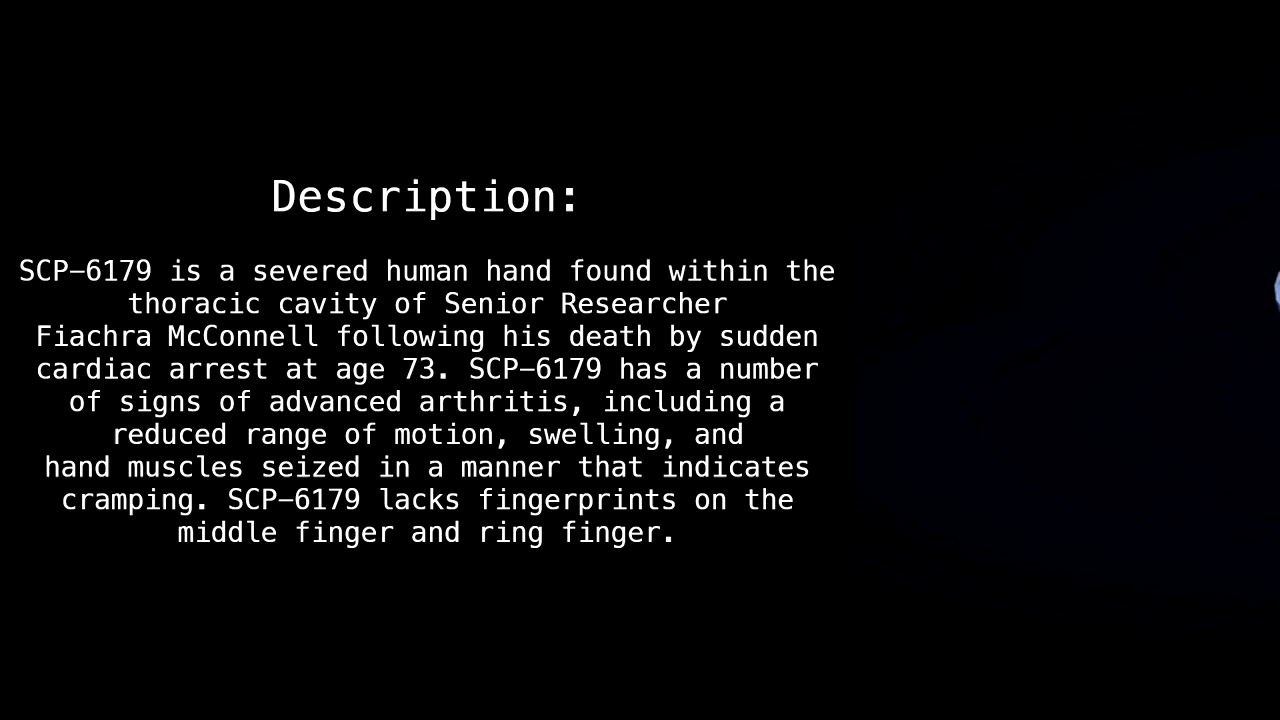 Description:
SCP–6179 is a severed human hand found within the
thoracic cavity of Senior Researcher
Fiachra McConnell following his death by sudden
cardiac arrest at age 73. SCP–6179 has a number
of signs of advanced arthritis, including a
reduced range of motion, swelling, and
hand muscles seized in a manner that indicates
cramping. SCP–6179 lacks fingerprints on the
middle finger and ring finger.